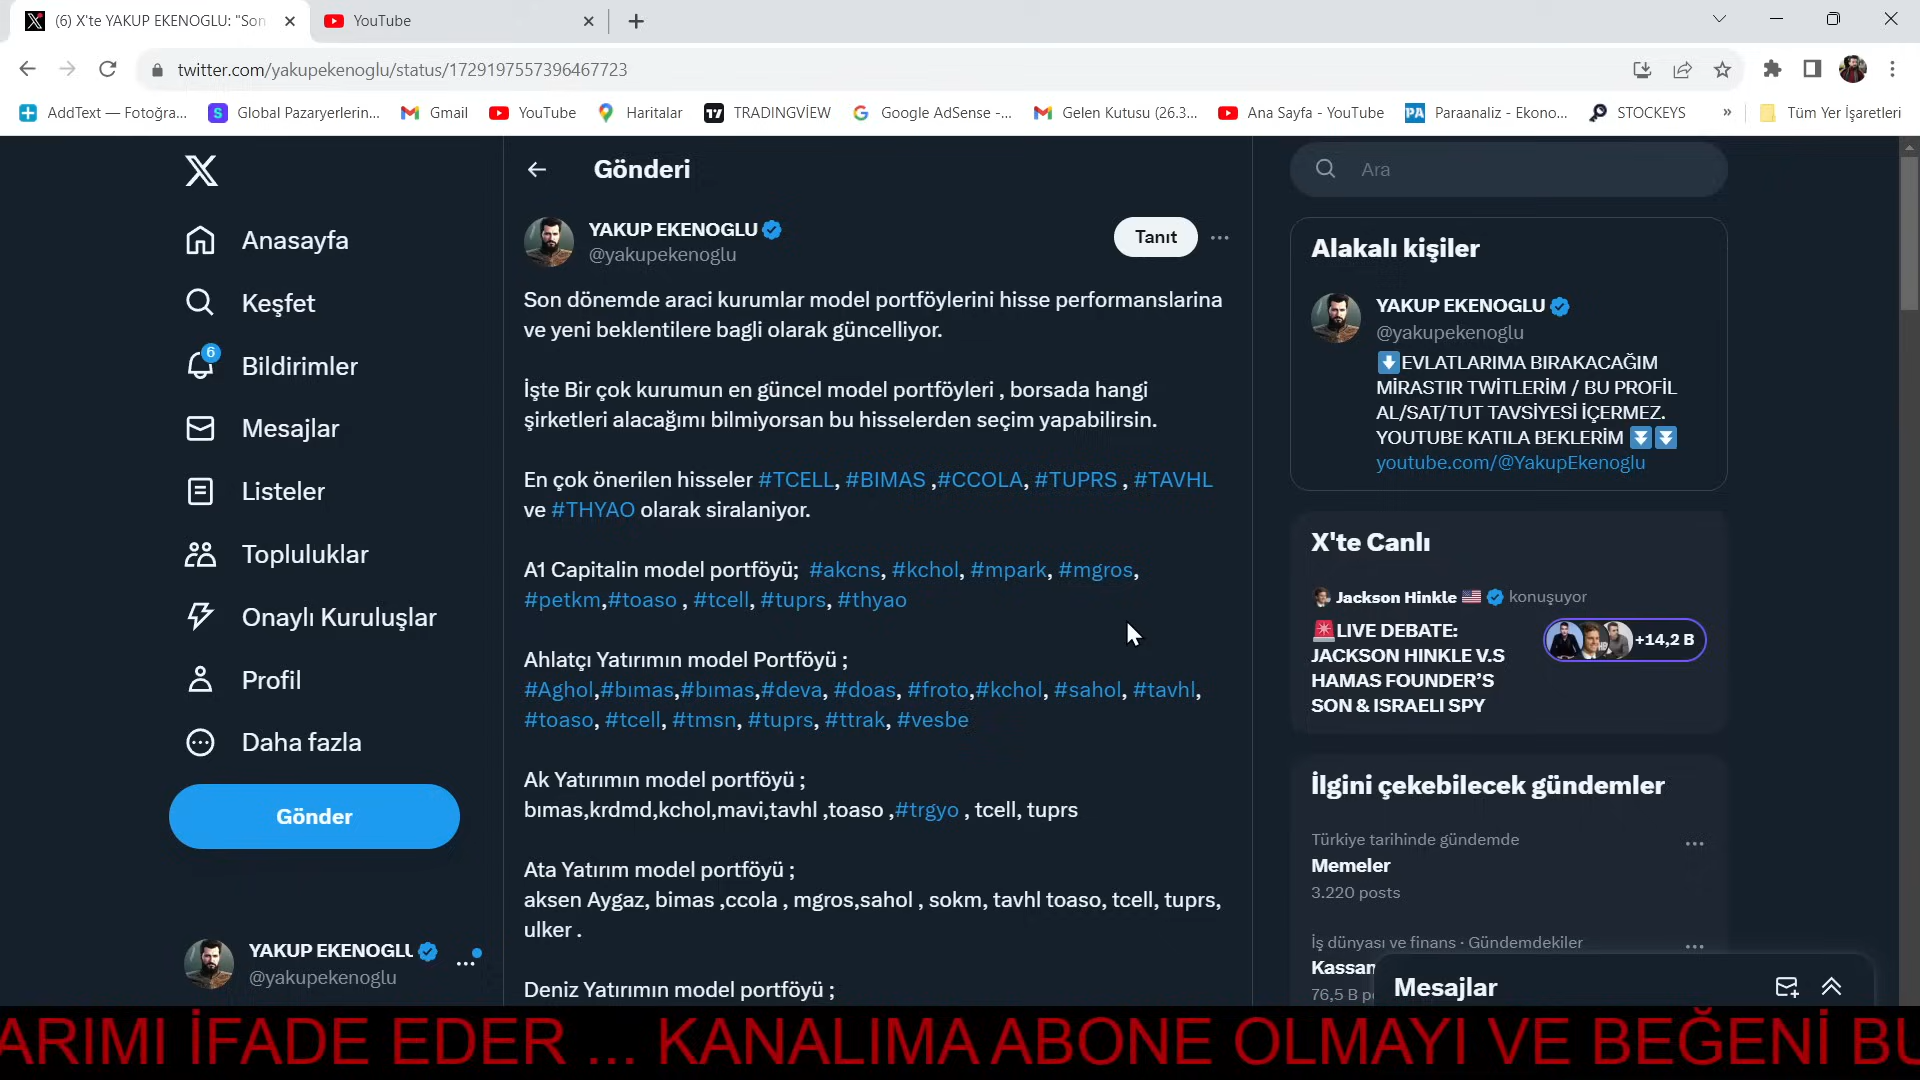 (6) X'te YAKUP EKENOGLU: "Son
YouTube
twitter.com/yakupekenoglu/status/1729197557396467723
AddText — Fotoğra...
Global Pazaryerlerin...
Gmail
YouTube
Haritalar
TRADINGVİEW
Google AdSense -...
Gelen Kutusu (26.3...
Ana Sayfa - YouTube
Paraanaliz - Ekono...
STOCKEYS
»
Tüm Yer İşaretleri
Anasayfa
Keşfet
6
Bildirimler
Mesajlar
Listeler
Topluluklar
Onaylı Kuruluşlar
Profil
Daha fazla
Gönder
YAKUP EKENOGLU
@yakupekenoglu
Gönderi
YAKUP EKENOGLU
@yakupekenoglu
Tanıt
Son dönemde araci kurumlar model portföylerini hisse performanslarina
ve yeni beklentilere bagli olarak güncelliyor.
İşte Bir çok kurumun en güncel model portföyleri , borsada hangi
şirketleri alacağımı bilmiyorsan bu hisselerden seçim yapabilirsin.
En çok önerilen hisseler #TCELL, #BIMAS ,#CCOLA, #TUPRS , #TAVHL
ve #THYAO olarak siralaniyor.
A1 Capitalin model portföyü; #akcns, #kchol, #mpark, #mgros,
#petkm,#toaso , #tcell, #tuprs, #thyao
Ahlatçı Yatırımın model Portföyü ;
#Aghol,#bımas,#bımas,#deva, #doas, #froto,#kchol, #sahol, #tavhl,
#toaso, #tcell, #tmsn, #tuprs, #ttrak, #vesbe
Ak Yatırımın model portföyü ;
bımas,krdmd,kchol,mavi,tavhl ,toaso ,#trgyo , tcell, tuprs
Ata Yatırım model portföyü ;
aksen Aygaz, bimas ,ccola , mgros,sahol , sokm, tavhl toaso, tcell, tuprs,
ulker .
Deniz Yatırımın model portföyü ;
Ara
Alakalı kişiler
YAKUP EKENOGLU
@yakupekenoglu
⬇️EVLATLARIMA BIRAKACAĞIM
MİRASTIR TWİTLERİM / BU PROFİL
AL/SAT/TUT TAVSİYESİ İÇERMEZ.
YOUTUBE KATILA BEKLERİM ⏬⏬
youtube.com/@YakupEkenoglu
X'te Canlı
Jackson Hinkle 🇺🇸 konuşuyor
🚨LIVE DEBATE:
JACKSON HINKLE V.S
HAMAS FOUNDER'S
SON & ISRAELI SPY
+14,2 B
İlgini çekebilecek gündemler
Türkiye tarihinde gündemde
Memeler
3.220 posts
İş dünyası ve finans · Gündemdekiler
Kassan
76,5 B p
Mesajlar
ARIMI İFADE EDER ... KANALIMA ABONE OLMAYI VE BEĞENİ BU